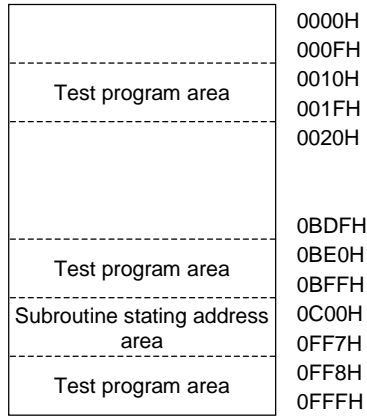 0000H
000FH
0010H
Test program area
001FH
0020H
0BDFH
0BE0H
Test program area
0BFFH
Subroutine stating address
area
0C00H
0FF7H
0FF8H
Test program area
0FFFH